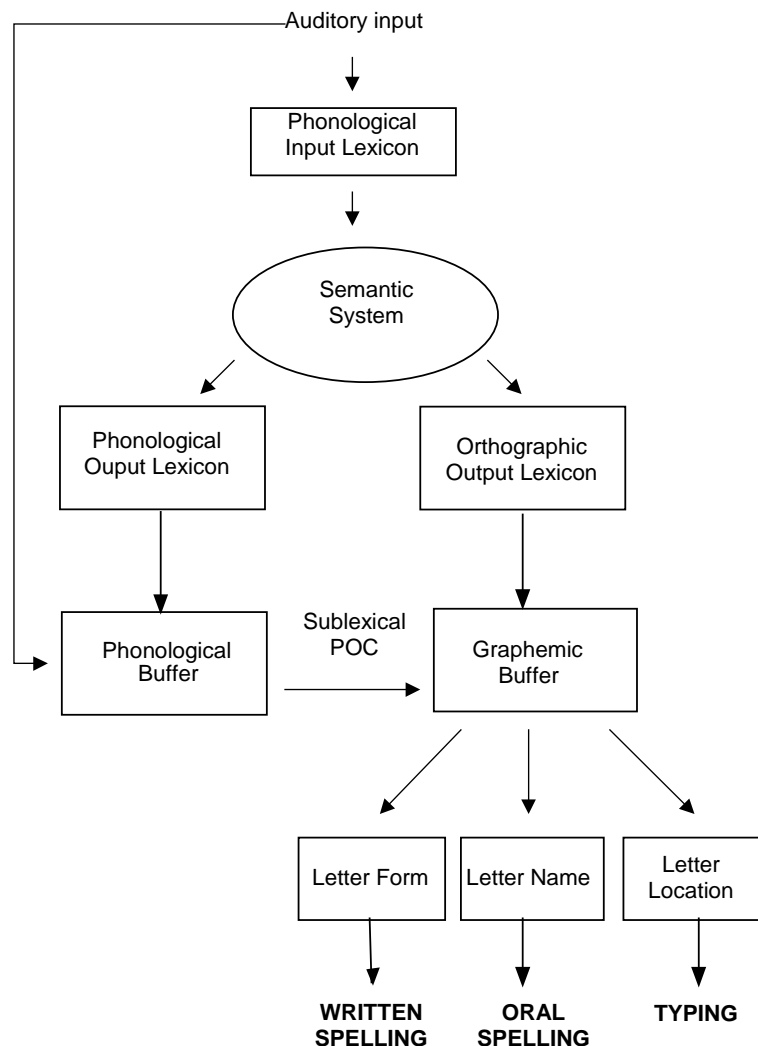 Auditory input
Phonological
Input Lexicon
Semantic
System
Phonological
Ouput Lexicon
Orthographic
Output Lexicon
Sublexical
POC
Phonological
Buffer
Graphemic
Buffer
Letter Form
Letter Name
Letter
Location
WRITTEN
SPELLING
ORAL
SPELLING
TYPING